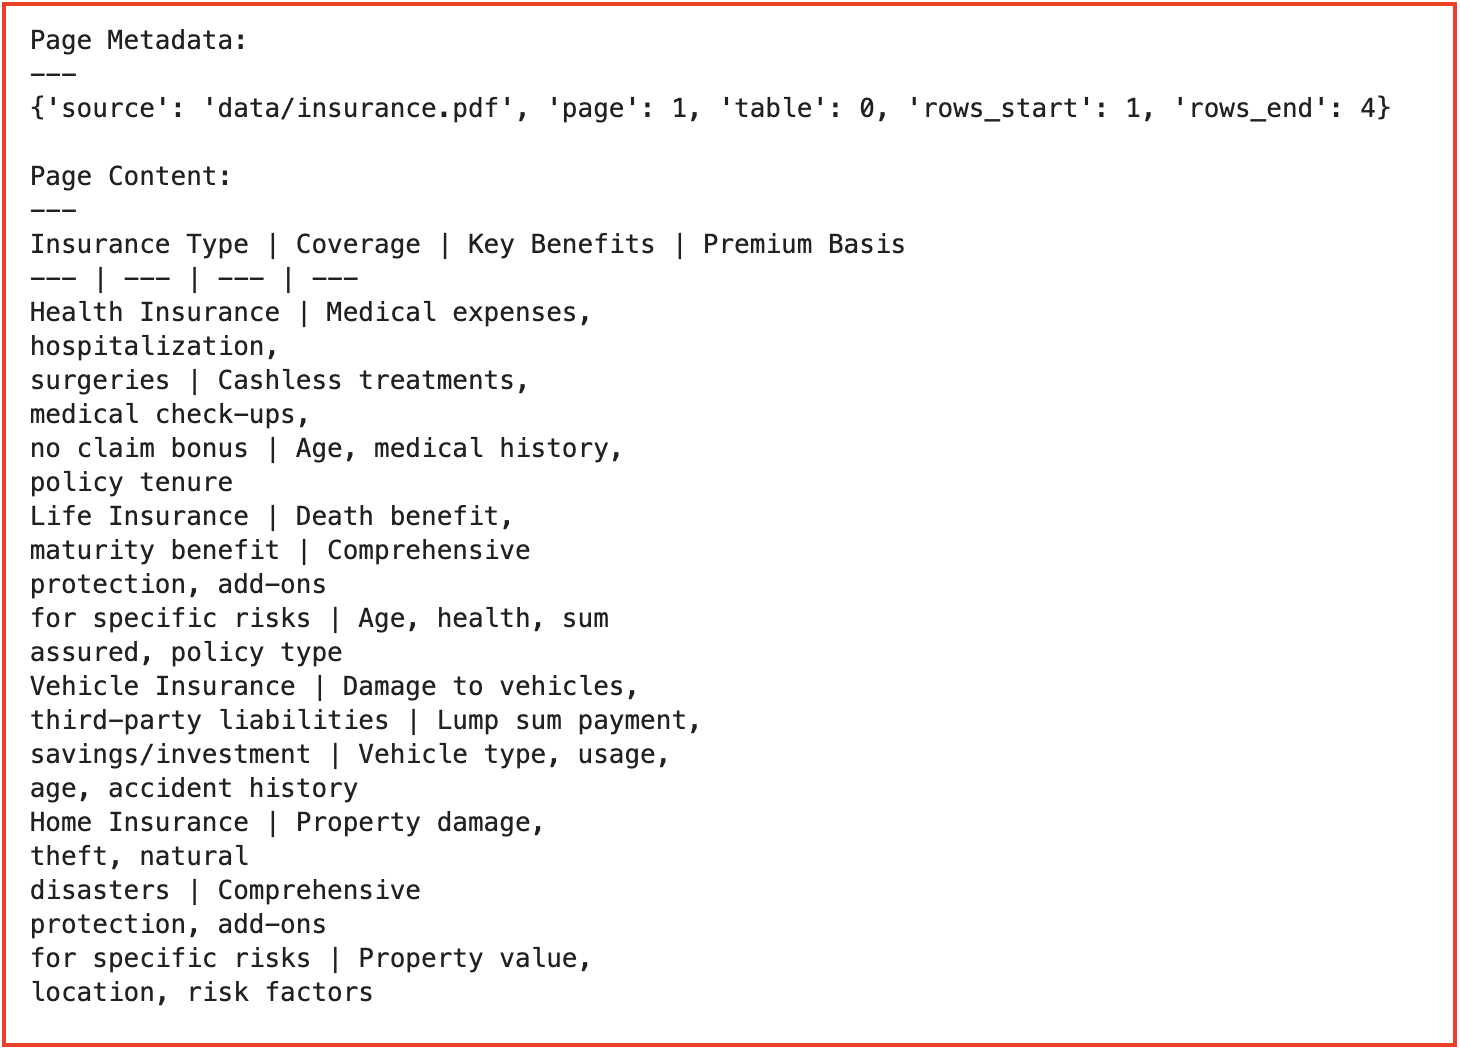 Page Metadata:
---
{'source': 'data/insurance.pdf', 'page': 1, 'table': 0, 'rows_start': 1, 'rows_end': 4}

Page Content:
---
Insurance Type | Coverage | Key Benefits | Premium Basis
--- | --- | --- | ---
Health Insurance | Medical expenses,
hospitalization,
surgeries | Cashless treatments,
medical check-ups,
no claim bonus | Age, medical history,
policy tenure
Life Insurance | Death benefit,
maturity benefit | Comprehensive
protection, add-ons
for specific risks | Age, health, sum
assured, policy type
Vehicle Insurance | Damage to vehicles,
third-party liabilities | Lump sum payment,
savings/investment | Vehicle type, usage,
age, accident history
Home Insurance | Property damage,
theft, natural
disasters | Comprehensive
protection, add-ons
for specific risks | Property value,
location, risk factors